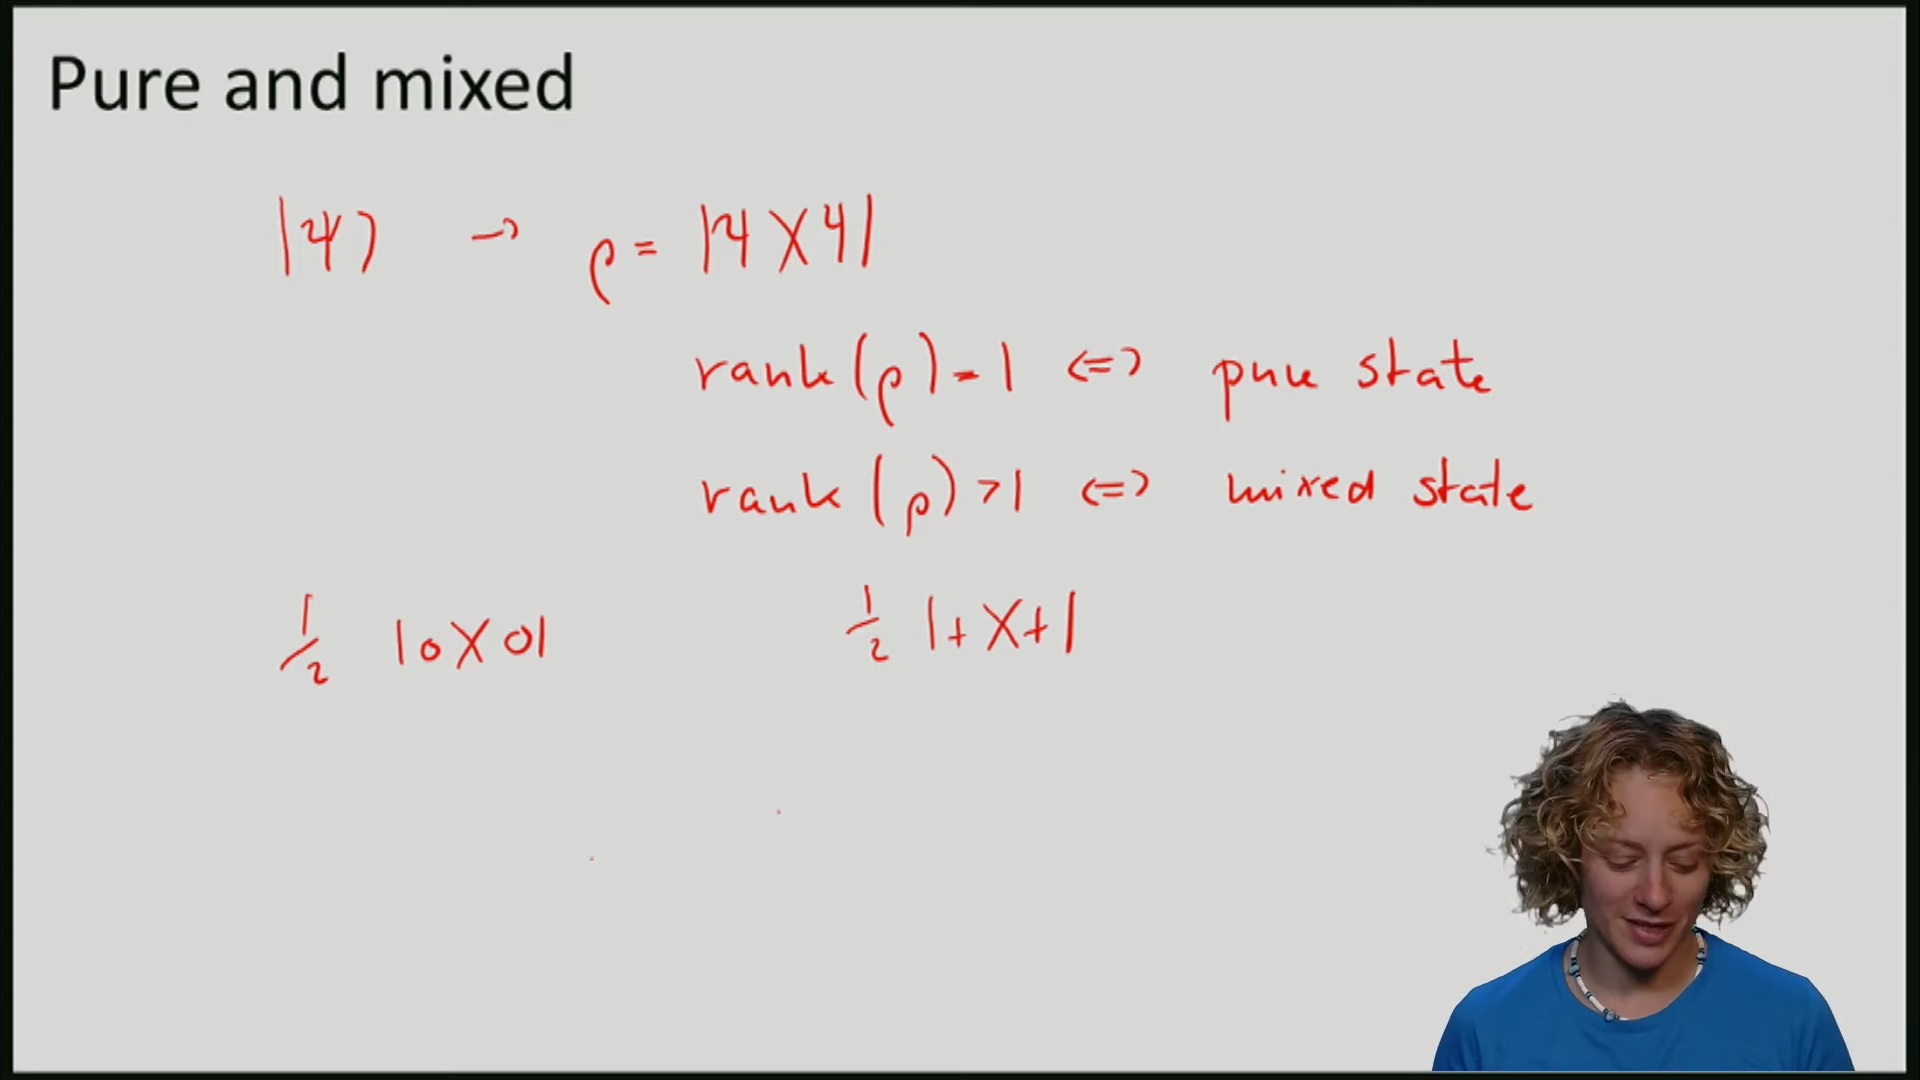 Pure and mixed
|ψ⟩ → ρ = |ψ⟩⟨ψ|
rank(ρ) = 1 ⇔ pure state
rank(ρ) > 1 ⇔ mixed state
1/2 |0⟩⟨0| 1/2 |+⟩⟨+|